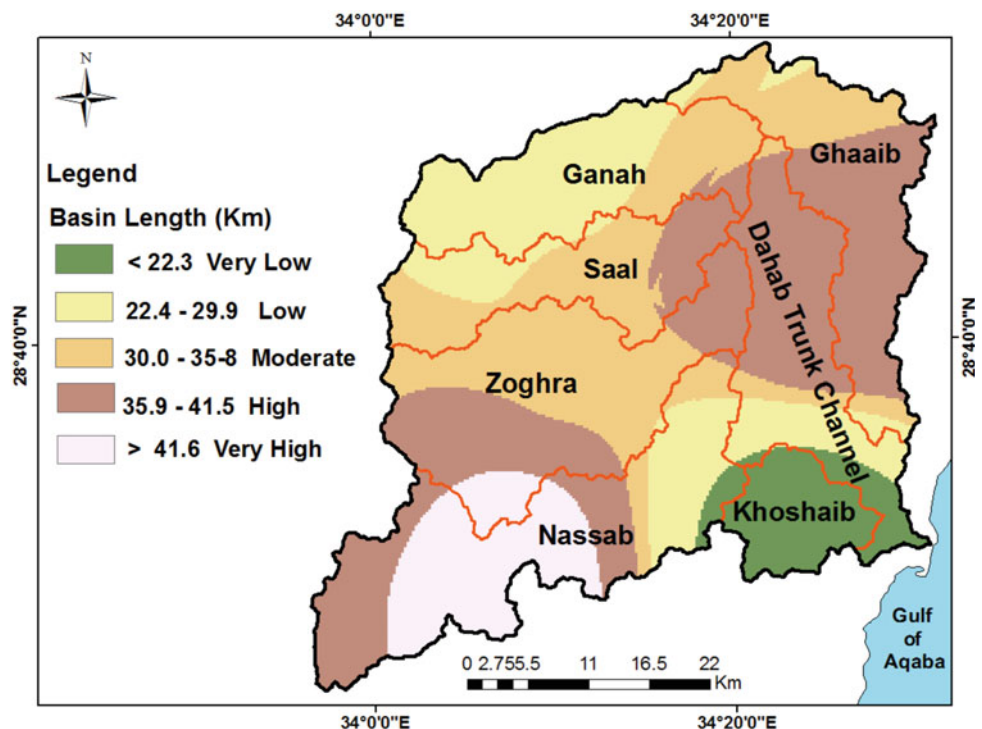 34°0'0"E
34°20'0"E
N
Legend
Basin Length (Km)
< 22.3 Very Low
22.4 - 29.9 Low
30.0 - 35-8 Moderate
35.9 - 41.5 High
> 41.6 Very High
Ganah
Ghaaib
Saal
Dahab Trunk Channel
Zoghra
Khoshaib
Nassab
28°40'0"N
28°40'0"N
Gulf
of
Aqaba
0 2.755.5 11 16.5 22
Km
34°0'0"E
34°20'0"E